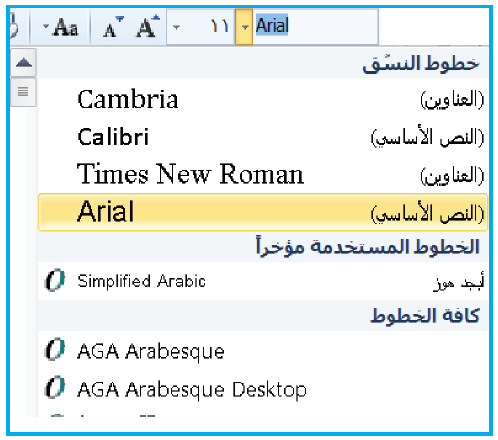 Arial ١١ A A Aa
خطوط النسّق
Cambria (العناوين)
Calibri (النص الأساسي)
Times New Roman (العناوين)
Arial (النص الأساسي)
الخطوط المستخدمة مؤخراً
Simplified Arabic أبجد هوز
كافة الخطوط
AGA Arabesque
AGA Arabesque Desktop